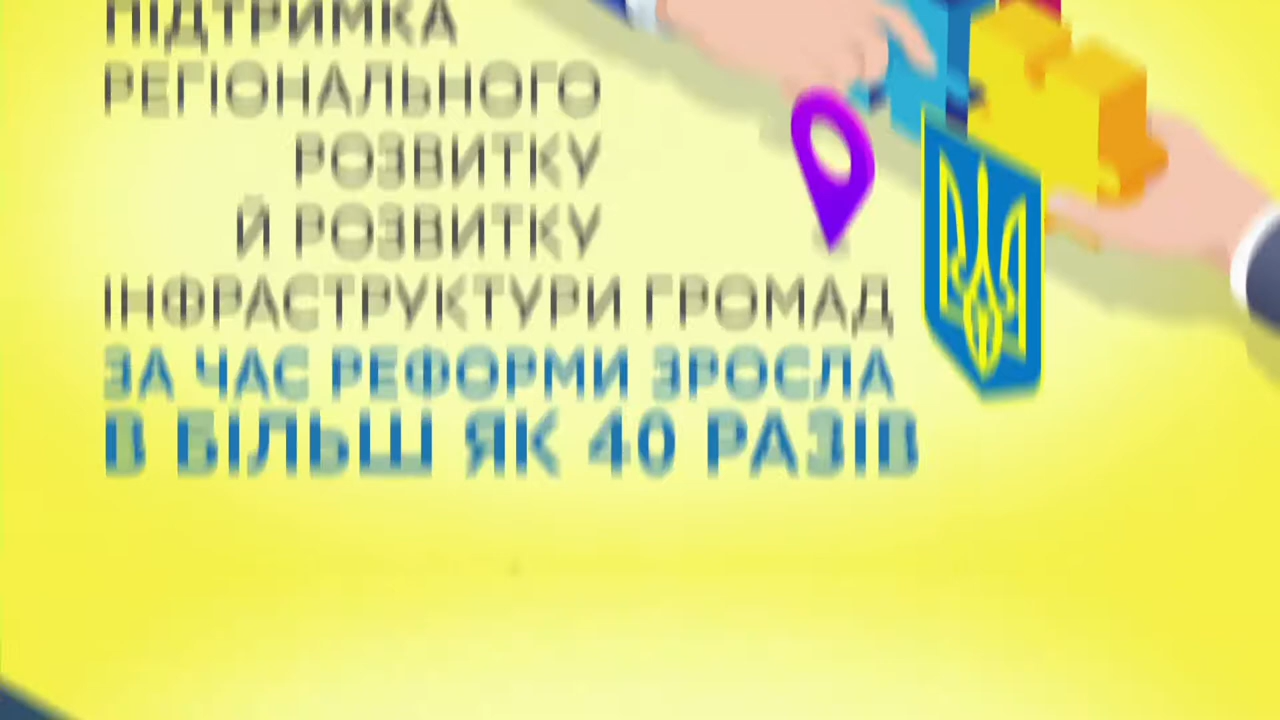 ПІДТРИМКА
РЕГІОНАЛЬНОГО
РОЗВИТКУ
Й РОЗВИТКУ
ІНФРАСТРУКТУРИ ГРОМАД
ЗА ЧАС РЕФОРМИ ЗРОСЛА
В БІЛЬШ ЯК 40 РАЗІВ